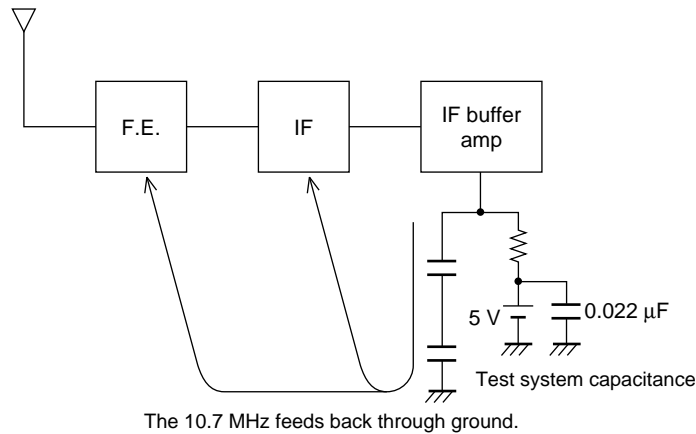 F.E.
IF
IF buffer
amp
5 V
0.022 µF
Test system capacitance
The 10.7 MHz feeds back through ground.